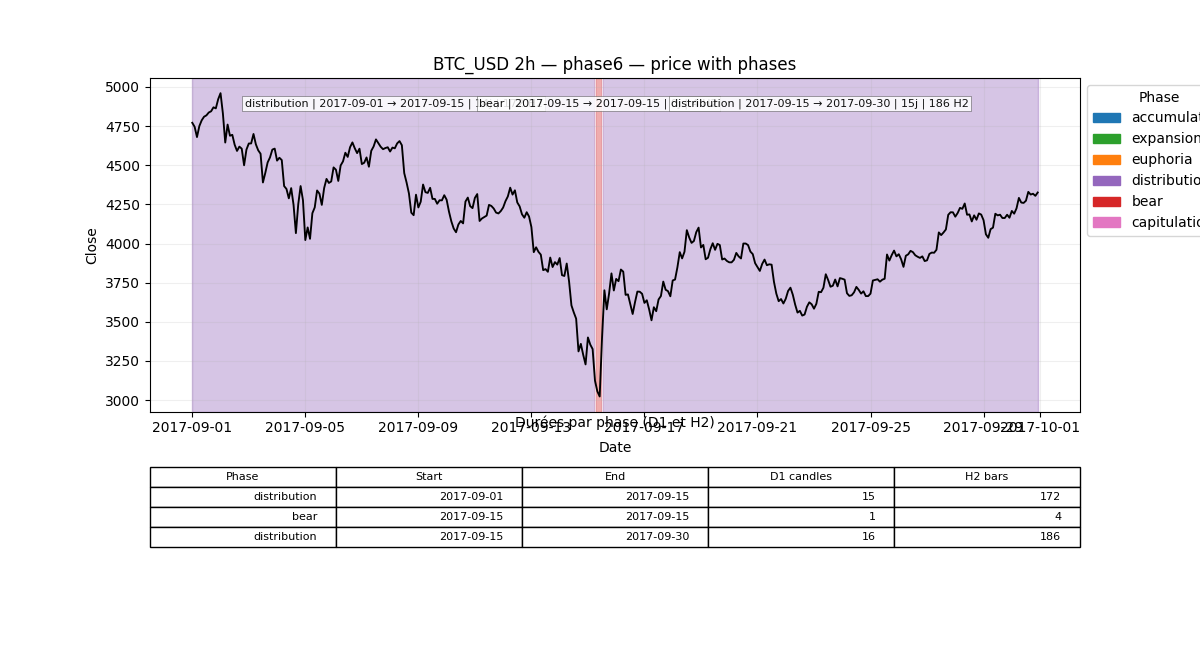 BTC_USD 2h — phase6 — price with phases
distribution | 2017-09-01 → 2017-09-15 |
bear | 2017-09-15 → 2017-09-15 |
distribution | 2017-09-15 → 2017-09-30 | 15j | 186 H2
Phase
accumulat
expansion
euphoria
distributio
bear
capitulatio
Close
5000
4750
4500
4250
4000
3750
3500
3250
3000
2017-09-01 2017-09-05 2017-09-09 2017-09-13 2017-09-17 2017-09-21 2017-09-25 2017-09-29 2017-10-01
Durées par phase (D1 et H2)
Date
Phase Start End D1 candles H2 bars
distribution 2017-09-01 2017-09-15 15 172
bear 2017-09-15 2017-09-15 1 4
distribution 2017-09-15 2017-09-30 16 186